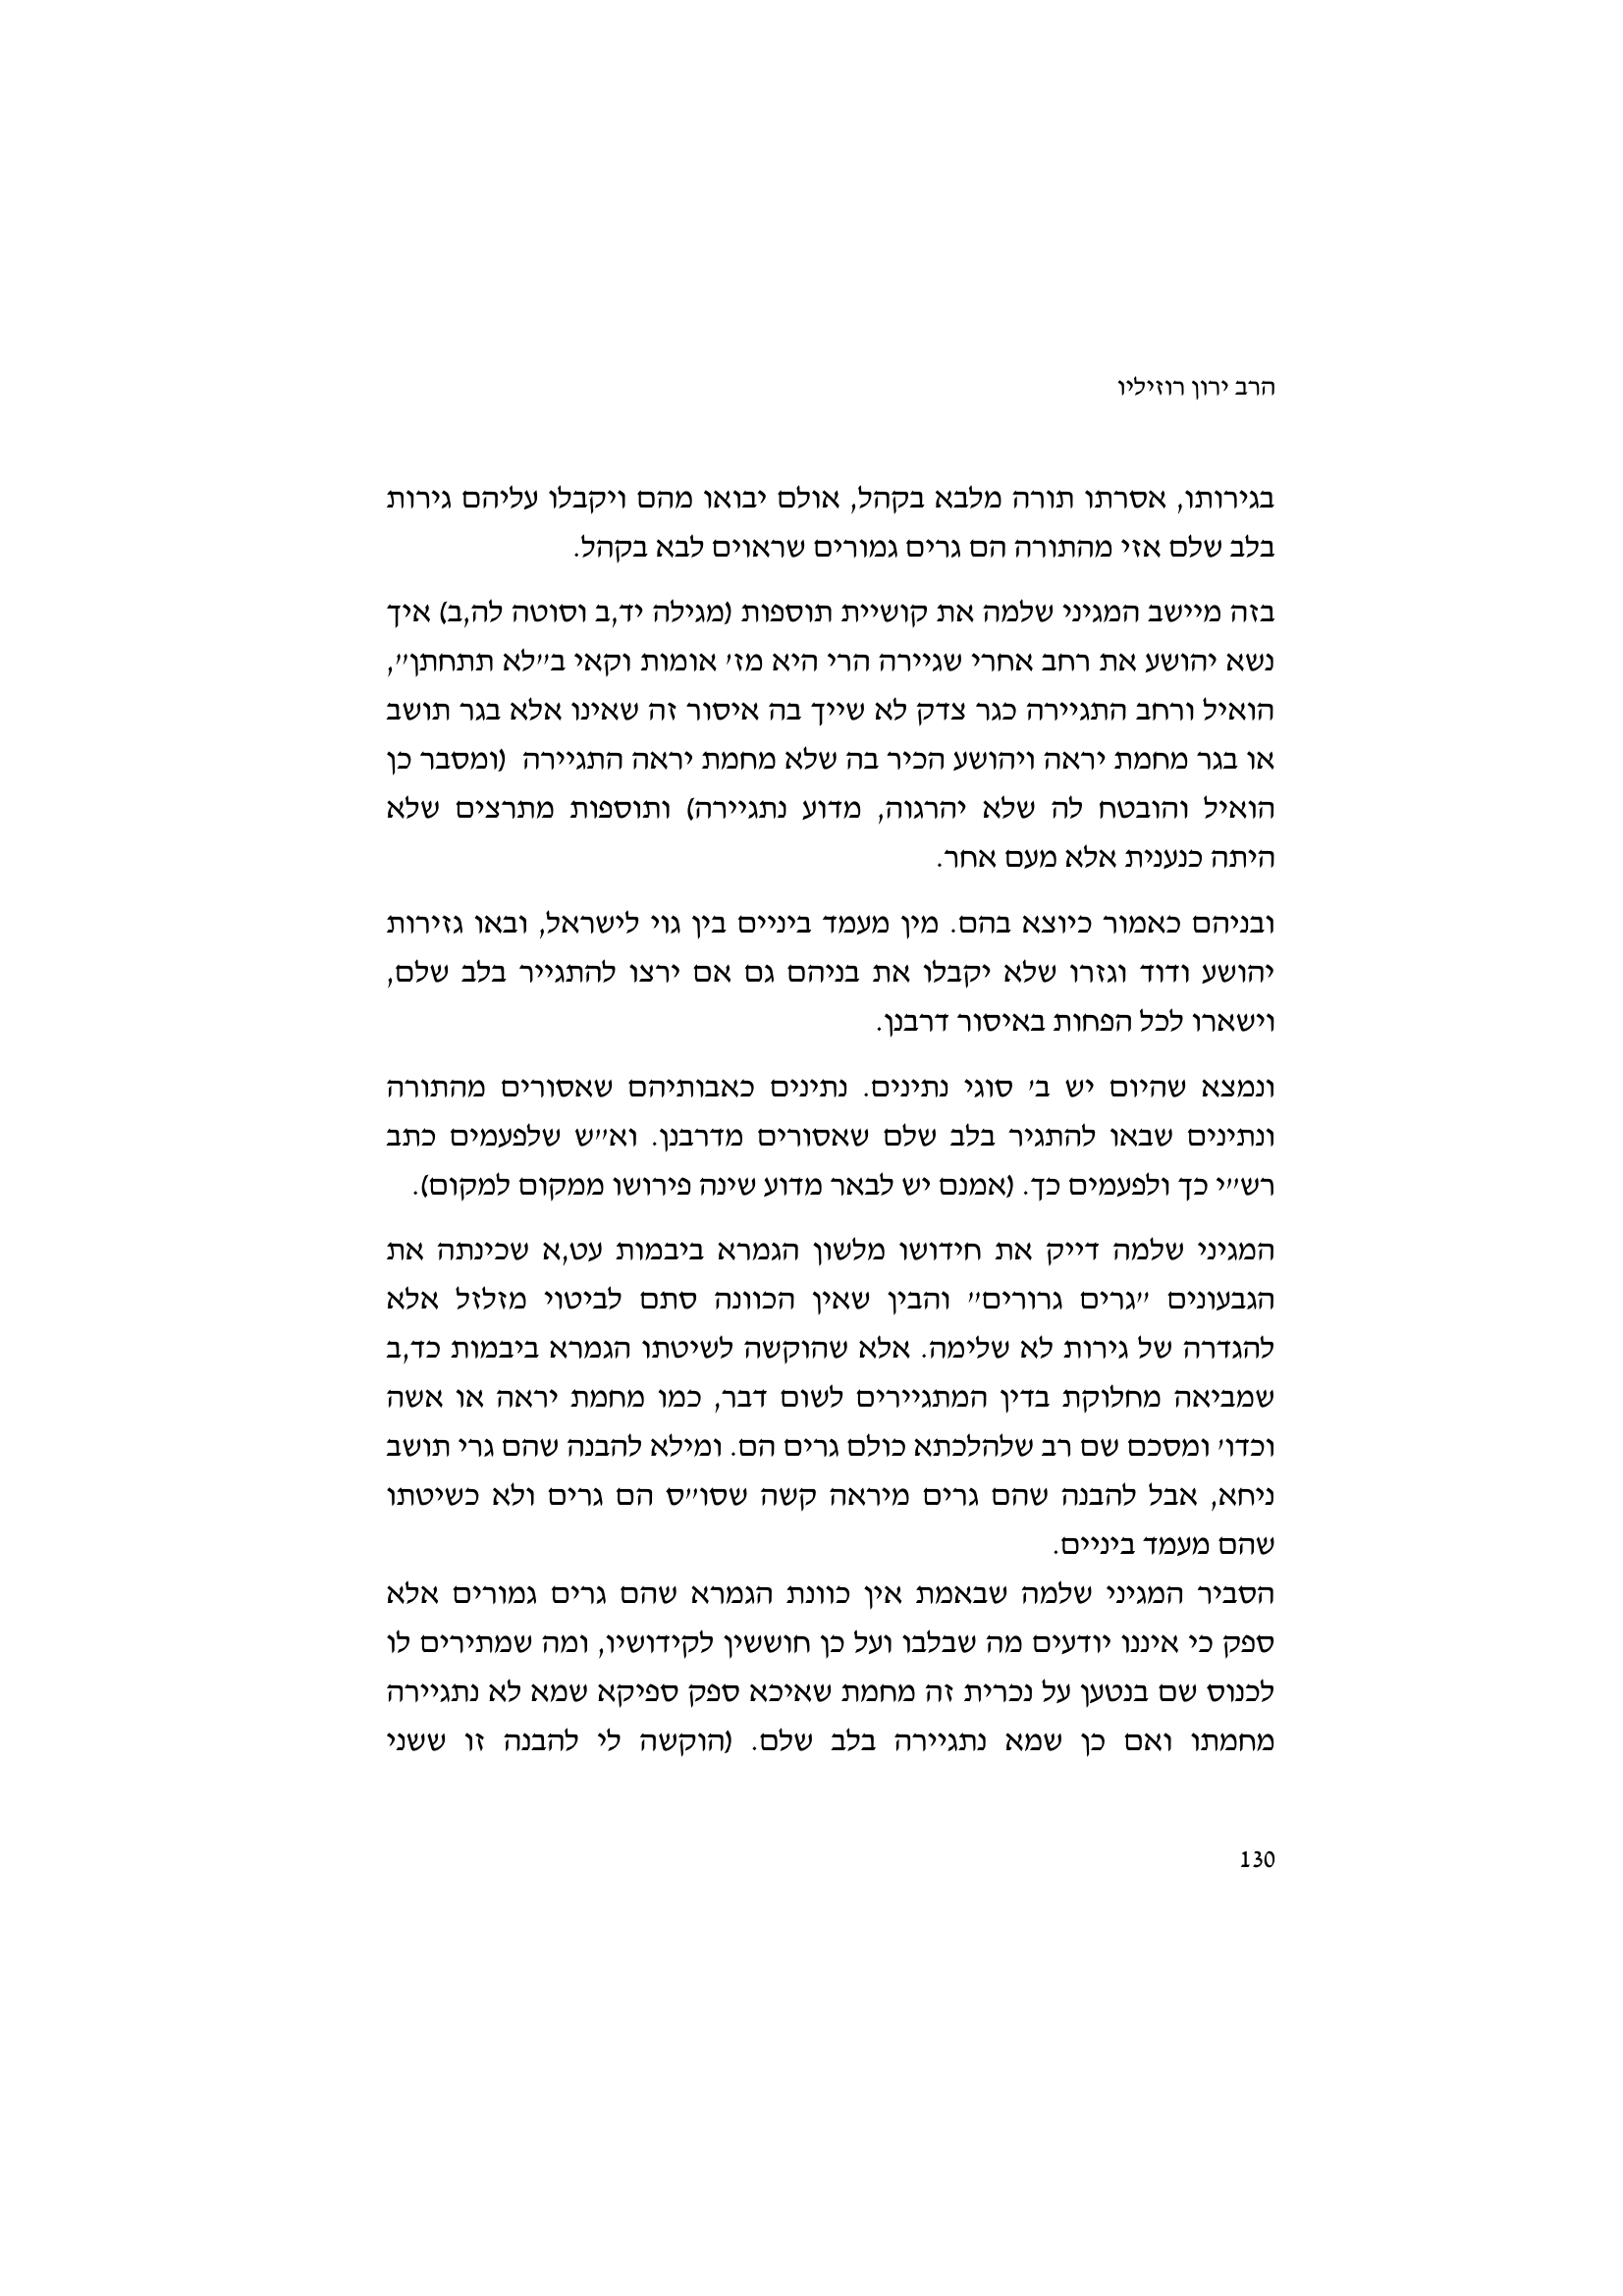 הרב ירון רוזיליו
בגירותו, אסרתו תורה מלבא בקהל, אולם יבואו מהם ויקבלו עליהם גירות
בלב שלם אזי מהתורה הם גרים גמורים שראוים לבא בקהל.
בזה מיישב המגיני שלמה את קושיית תוספות (מגילה יד,ב וסוטה לה,ב) איך
נשא יהושע את רחב אחרי שגיירה הרי היא מז׳ אומות וקאי ב״לא תתחתן״,
הואיל ורחב התגיירה כגר צדק לא שייך בה איסור זה שאינו אלא בגר תושב
או בגר מחמת יראה ויהושע הכיר בה שלא מחמת יראה התגיירה (ומסבר כן
הואיל והובטח לה שלא יהרגוה, מדוע נתגיירה) ותוספות מתרצים שלא
היתה כנענית אלא מעם אחר.
ובניהם כאמור כיוצא בהם. מין מעמד ביניים בין גוי לישראל, ובאו גזירות
יהושע ודוד וגזרו שלא יקבלו את בניהם גם אם ירצו להתגייר בלב שלם,
וישארו לכל הפחות באיסור דרבנן.
ונמצא שהיום יש ב׳ סוגי נתינים. נתינים כאבותיהם שאסורים מהתורה
ונתינים שבאו להתגיר בלב שלם שאסורים מדרבנן. וא״ש שלפעמים כתב
רש״י כך ולפעמים כך. (אמנם יש לבאר מדוע שינה פירושו ממקום למקום).
המגיני שלמה דייק את חידושו מלשון הגמרא ביבמות עט,א שכינתה את
הגבעונים ״גרים גרורים״ והבין שאין הכוונה סתם לביטוי מזלזל אלא
להגדרה של גירות לא שלימה. אלא שהוקשה לשיטתו הגמרא ביבמות כד,ב
שמביאה מחלוקת בדין המתגיירים לשום דבר, כמו מחמת יראה או אשה
וכדו׳ ומסכם שם רב שלהלכתא כולם גרים הם. ומילא להבנה שהם גרי תושב
ניחא, אבל להבנה שהם גרים מיראה קשה שסו״ס הם גרים ולא כשיטתו
שהם מעמד ביניים.
הסביר המגיני שלמה שבאמת אין כוונת הגמרא שהם גרים גמורים אלא
ספק כי איננו יודעים מה שבלבו ועל כן חוששין לקידושיו, ומה שמתירים לו
לכנוס שם בנטען על נכרית זה מחמת שאיכא ספק ספיקא שמא לא נתגיירה
מחמתו ואם כן שמא נתגיירה בלב שלם. (הוקשה לי להבנה זו ששני
130